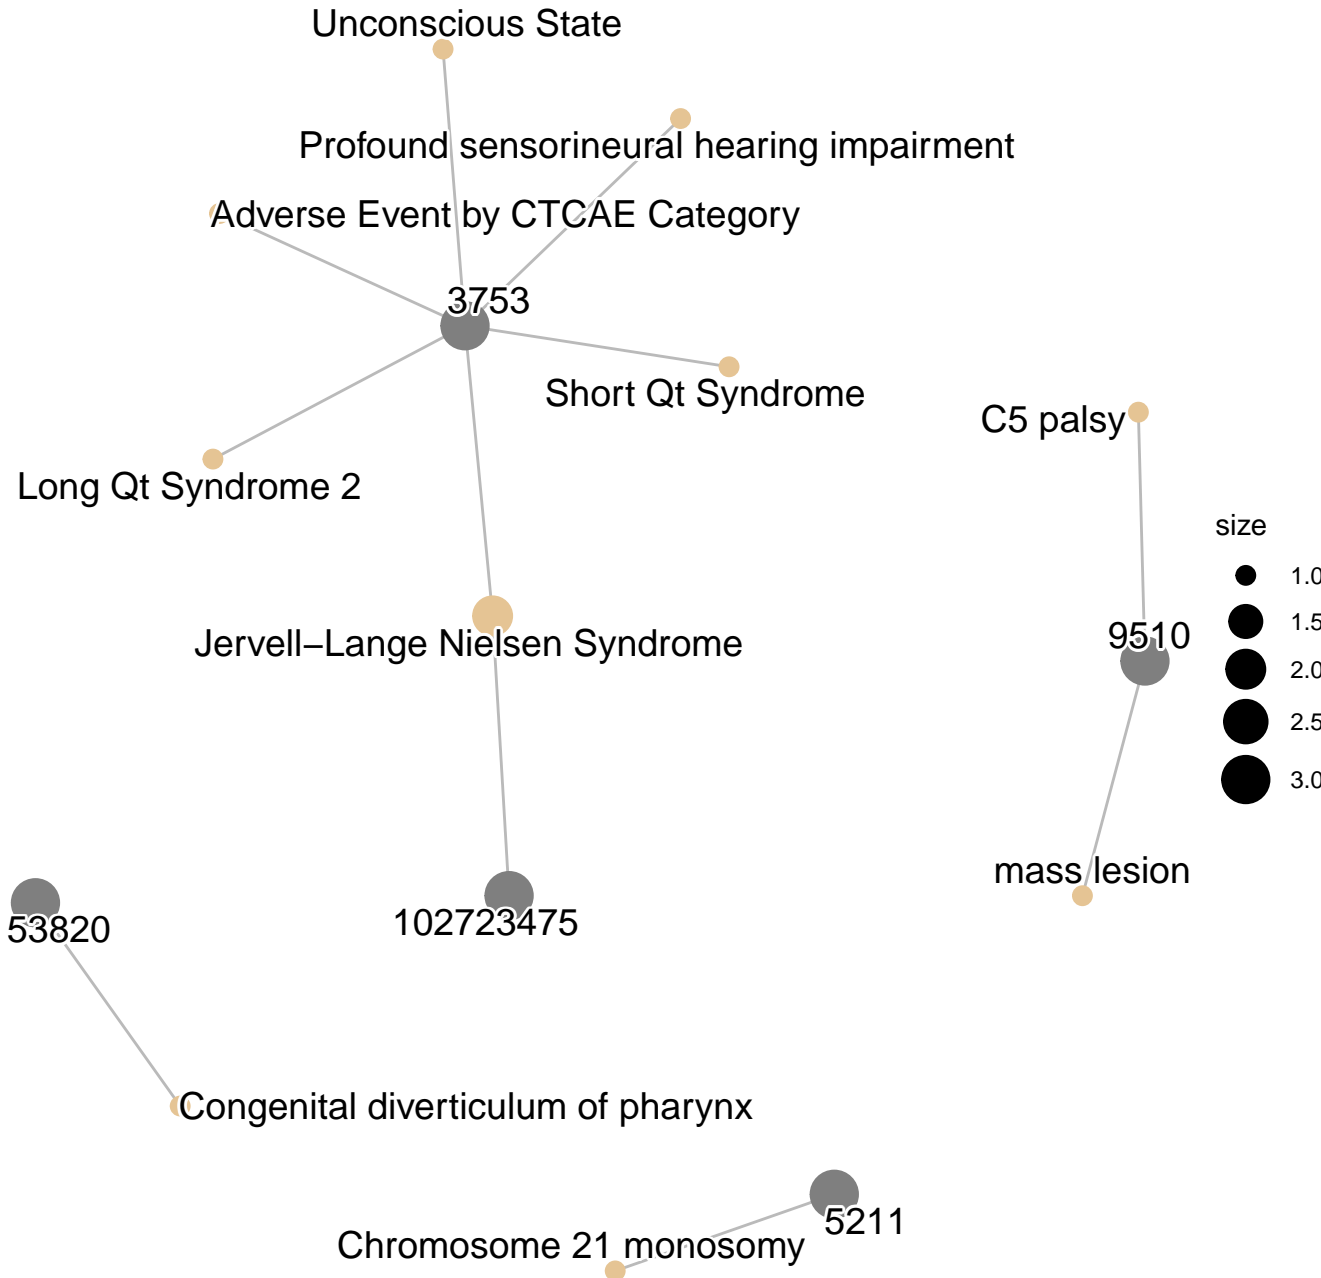 Unconscious State
Profound sensorineural hearing impairment
Adverse Event by CTCAE Category
3753
Short Qt Syndrome
C5 palsy
Long Qt Syndrome 2
size
1.0
1.5
9510
Jervell–Lange Nielsen Syndrome
2.0
2.5
3.0
mass lesion
102723475
53820
Congenital diverticulum of pharynx
5211
Chromosome 21 monosomy